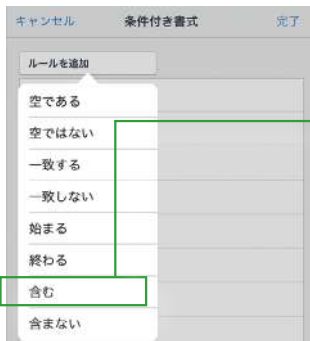 キャンセル 条件付き書式 完了
ルールを追加
空である
空ではない
一致する
一致しない
始まる
終わる
含む
含まない